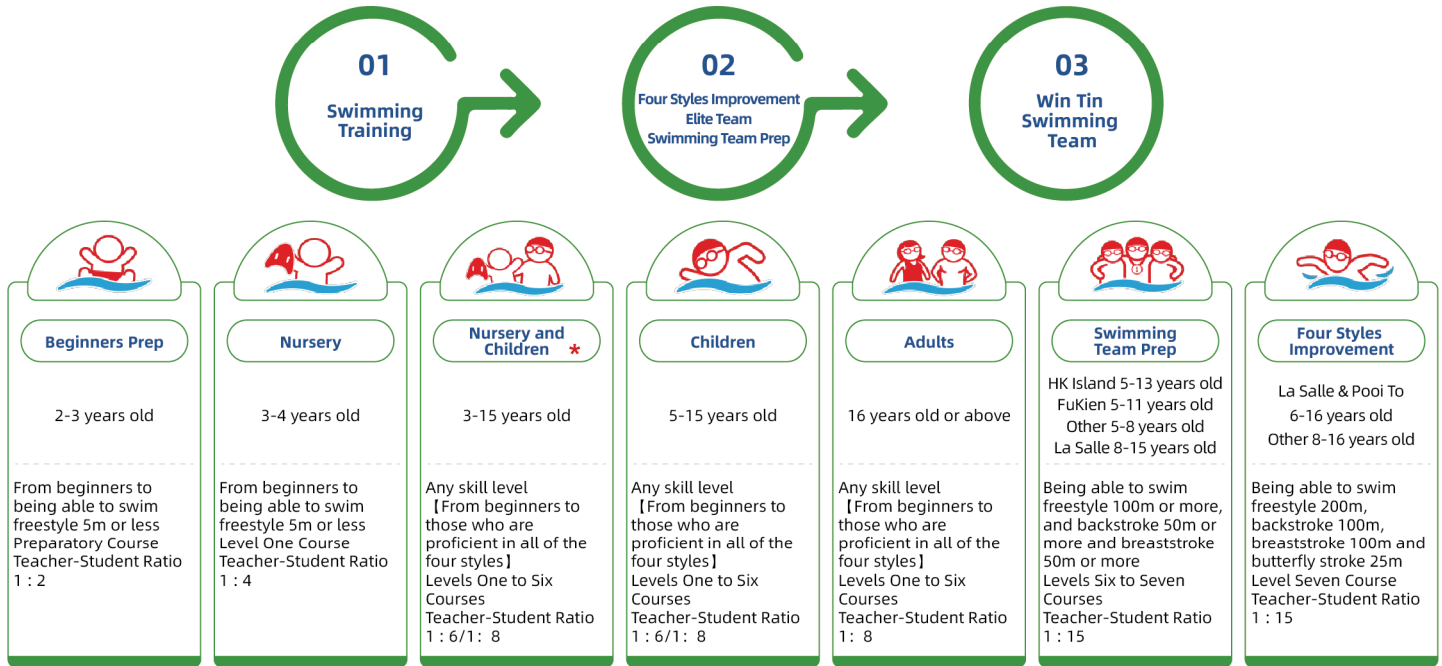 01
Swimming
Training
02
Four Styles Improvement
Elite Team
Swimming Team Prep
03
Win Tin
Swimming
Team
Beginners Prep
2-3 years old
From beginners to
being able to swim
freestyle 5m or less
Preparatory Course
Teacher-Student Ratio
1 : 2
Nursery
3-4 years old
From beginners to
being able to swim
freestyle 5m or less
Level One Course
Teacher-Student Ratio
1 : 4
Nursery and
Children *
3-15 years old
Any skill level
【From beginners to
those who are
proficient in all of the
four styles】
Levels One to Six
Courses
Teacher-Student Ratio
1 : 6/1: 8
Children
5-15 years old
Any skill level
【From beginners to
those who are
proficient in all of the
four styles】
Levels One to Six
Courses
Teacher-Student Ratio
1 : 6/1: 8
Adults
16 years old or above
Any skill level
【From beginners to
those who are
proficient in all of the
four styles】
Levels One to Six
Courses
Teacher-Student Ratio
1: 8
Swimming
Team Prep
HK Island 5-13 years old
FuKien 5-11 years old
Other 5-8 years old
La Salle 8-15 years old
Being able to swim
freestyle 100m or more,
and backstroke 50m or
more and breaststroke
50m or more
Levels Six to Seven
Courses
Teacher-Student Ratio
1 : 15
Four Styles
Improvement
La Salle & Pooi To
6-16 years old
Other 8-16 years old
Being able to swim
freestyle 200m,
backstroke 100m,
breaststroke 100m and
butterfly stroke 25m
Level Seven Course
Teacher-Student Ratio
1 : 15